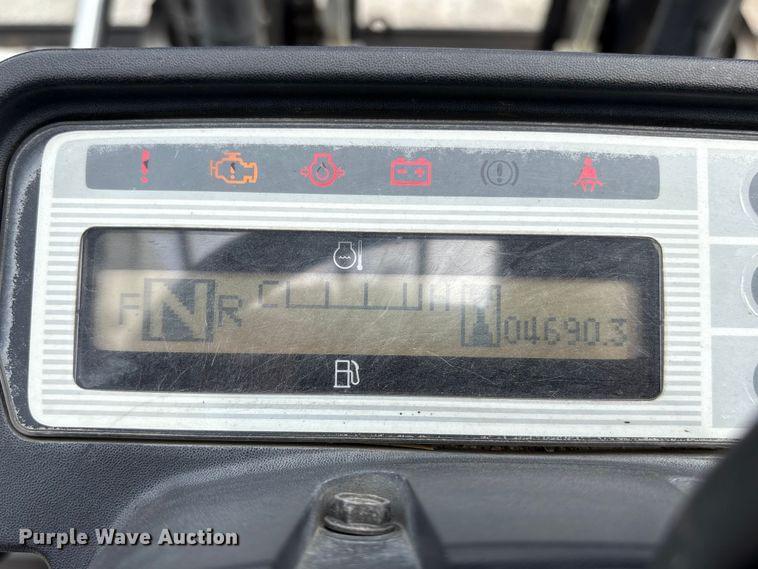 F N R C H 04690.3
Purple Wave Auction